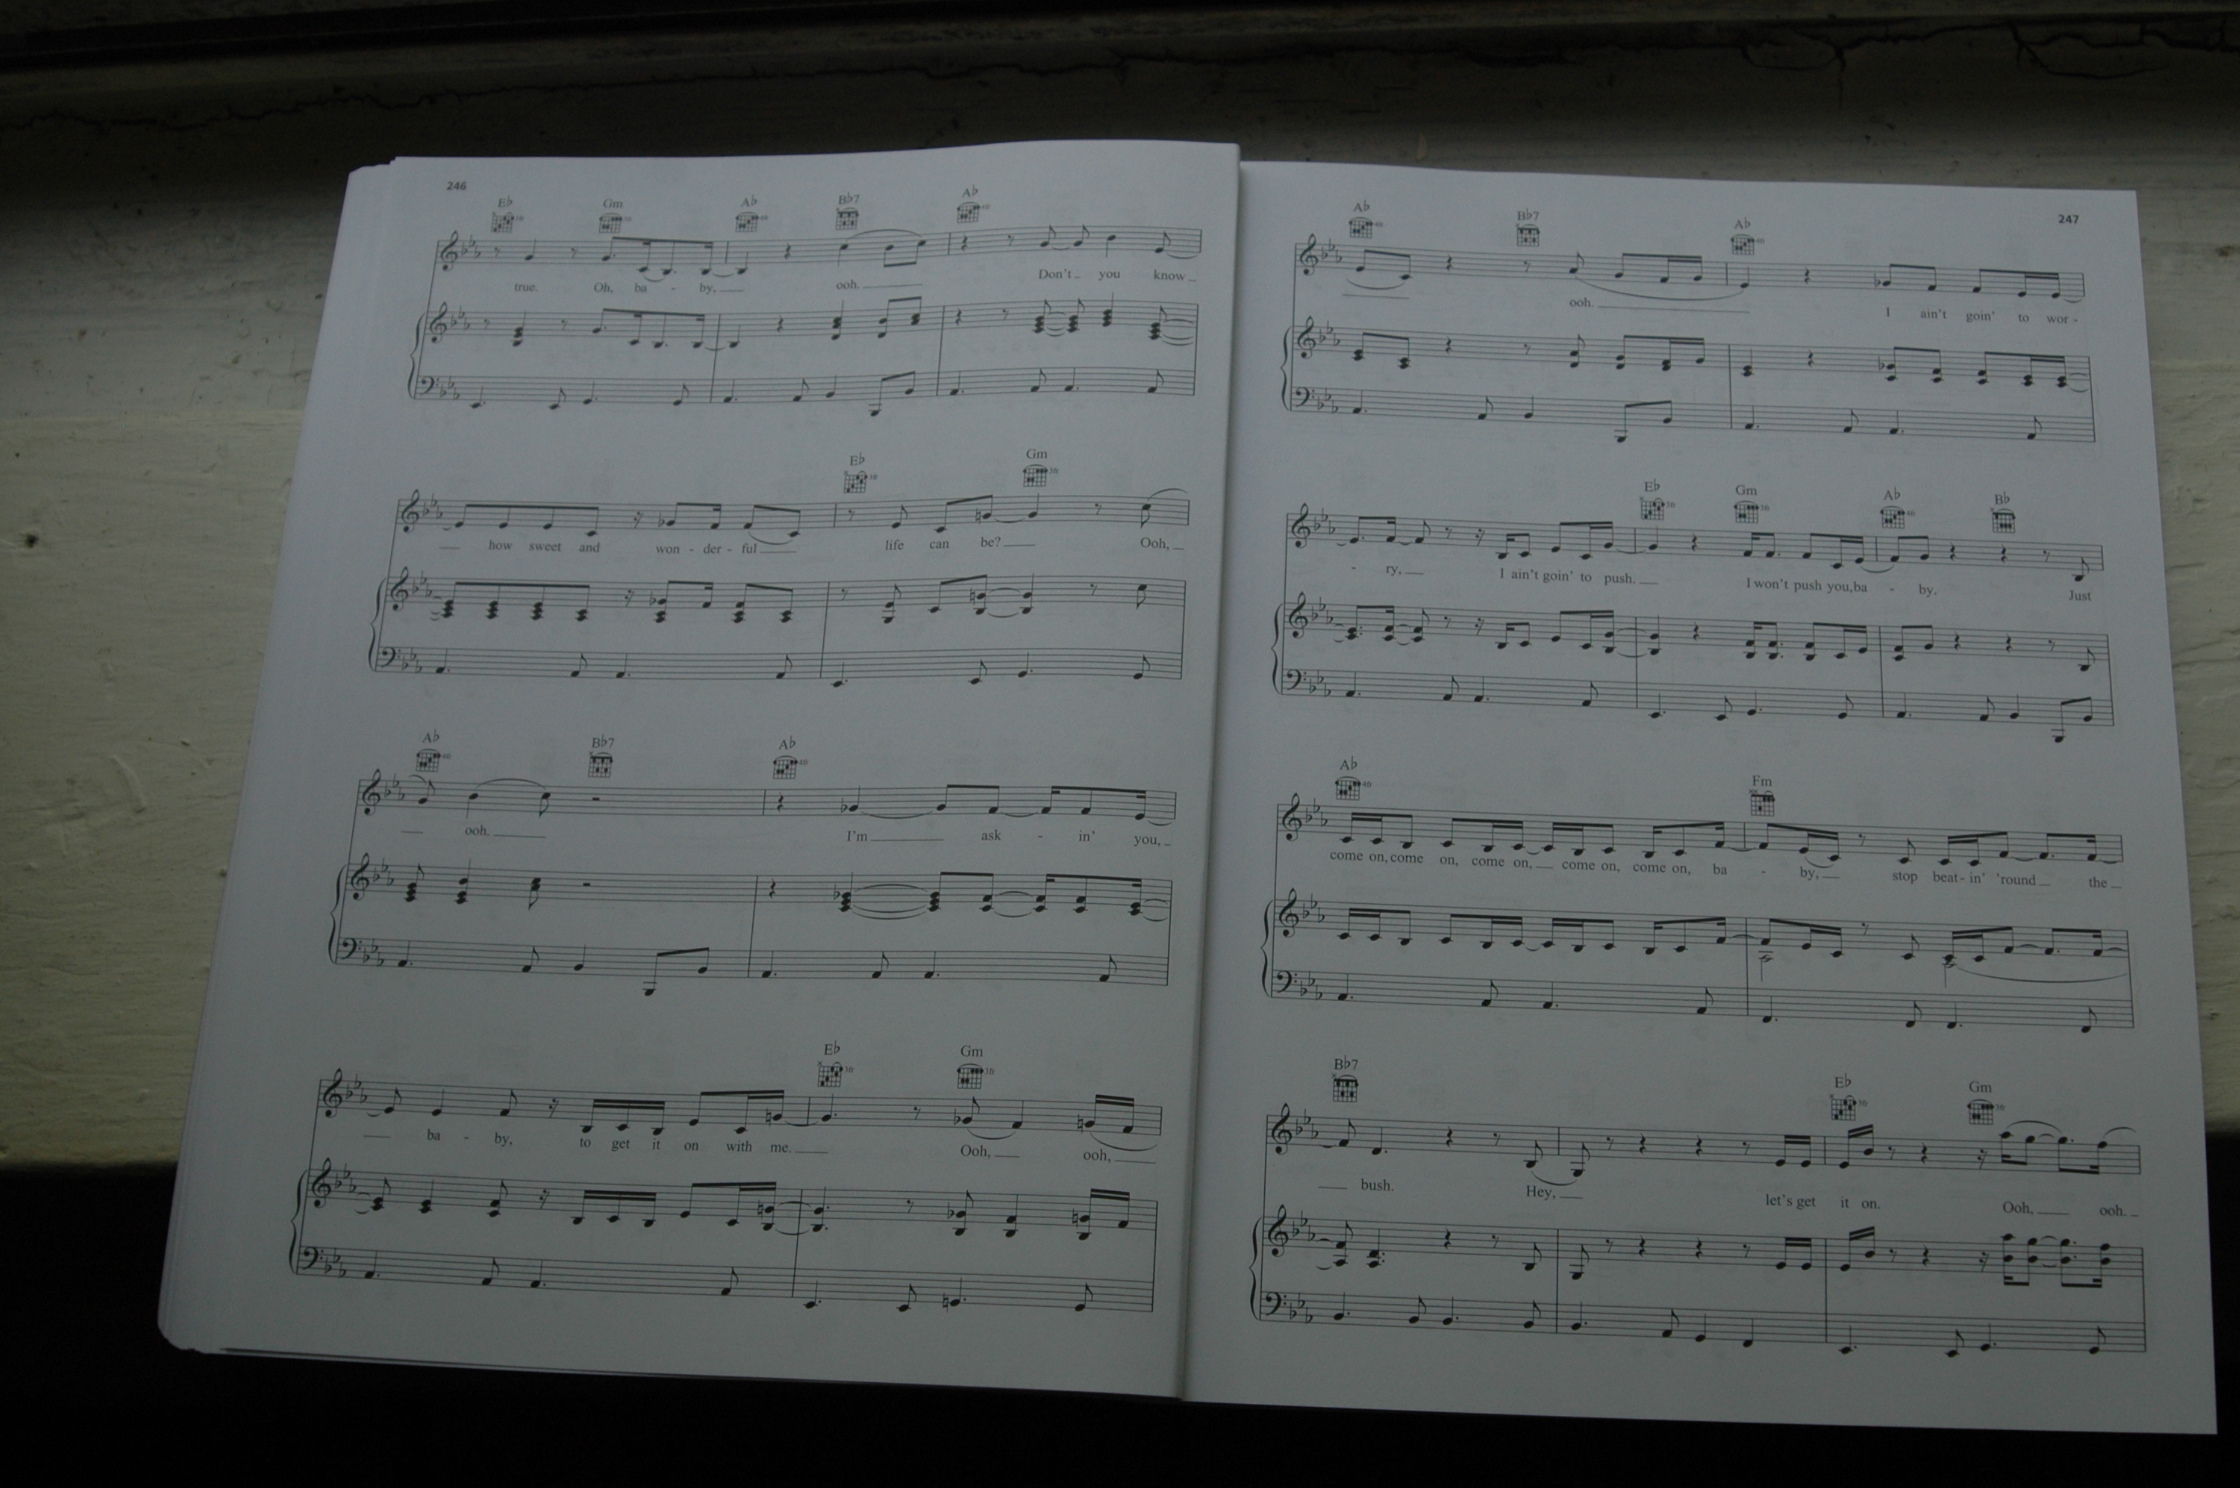 246
E♭ Gm A♭ B♭7 A♭
true. Oh, ba - by, ooh. Don't you know
E♭ Gm
how sweet and won - der - ful life can be? Ooh,
A♭ B♭7 A♭
ooh. I'm ask - in' you,
E♭ Gm
ba - by, to get it on with me. Ooh, ooh,
247
A♭ B♭7 A♭
ooh. I ain't goin' to wor -
E♭ Gm A♭ B♭
- ry, I ain't goin' to push. I won't push you, ba - by. Just
A♭ Fm
come on, come on, come on, come on, come on, ba - by, stop beat - in' 'round the
B♭7 E♭ Gm
bush. Hey, let's get it on. Ooh, ooh.